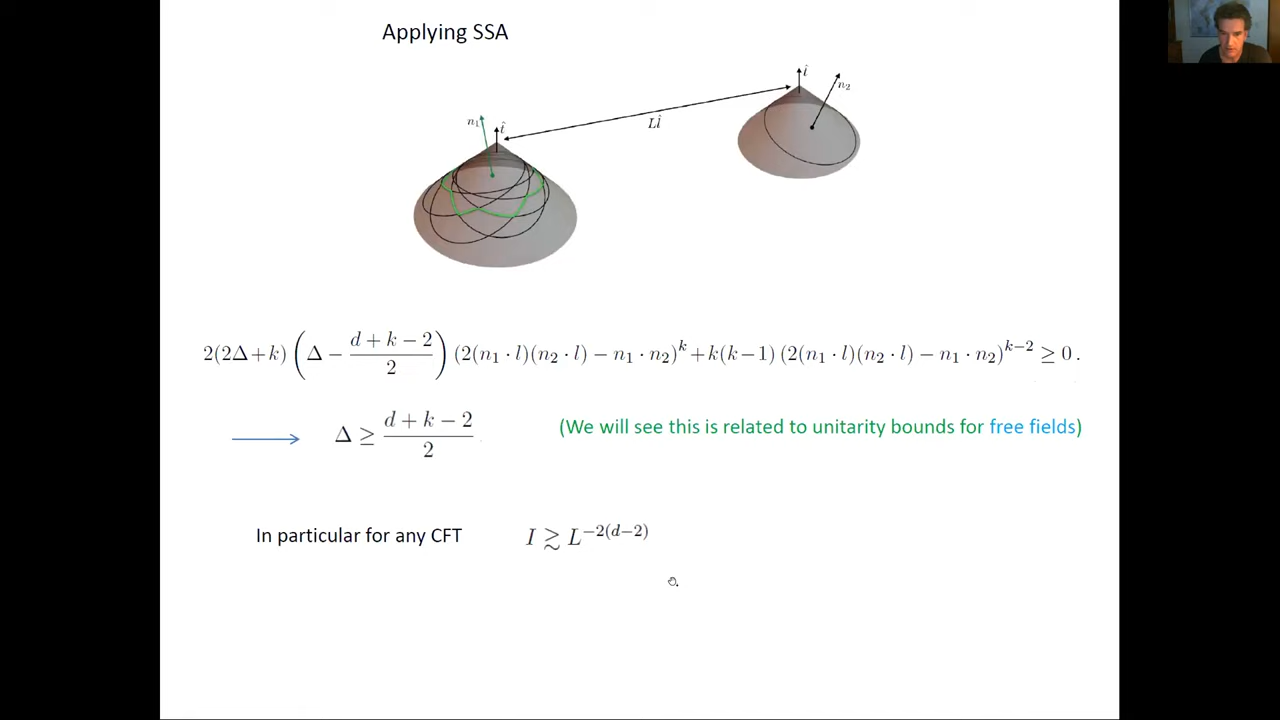 Applying SSA
t̂
n₂
Ll̂
n₁
t̂
2(2Δ+k) (Δ − (d+k−2)/2) (2(n₁·l)(n₂·l) − n₁·n₂)^k + k(k−1) (2(n₁·l)(n₂·l) − n₁·n₂)^{k−2} ≥ 0.
Δ ≥ (d+k−2)/2
(We will see this is related to unitarity bounds for free fields)
In particular for any CFT I ≳ L^{−2(d−2)}